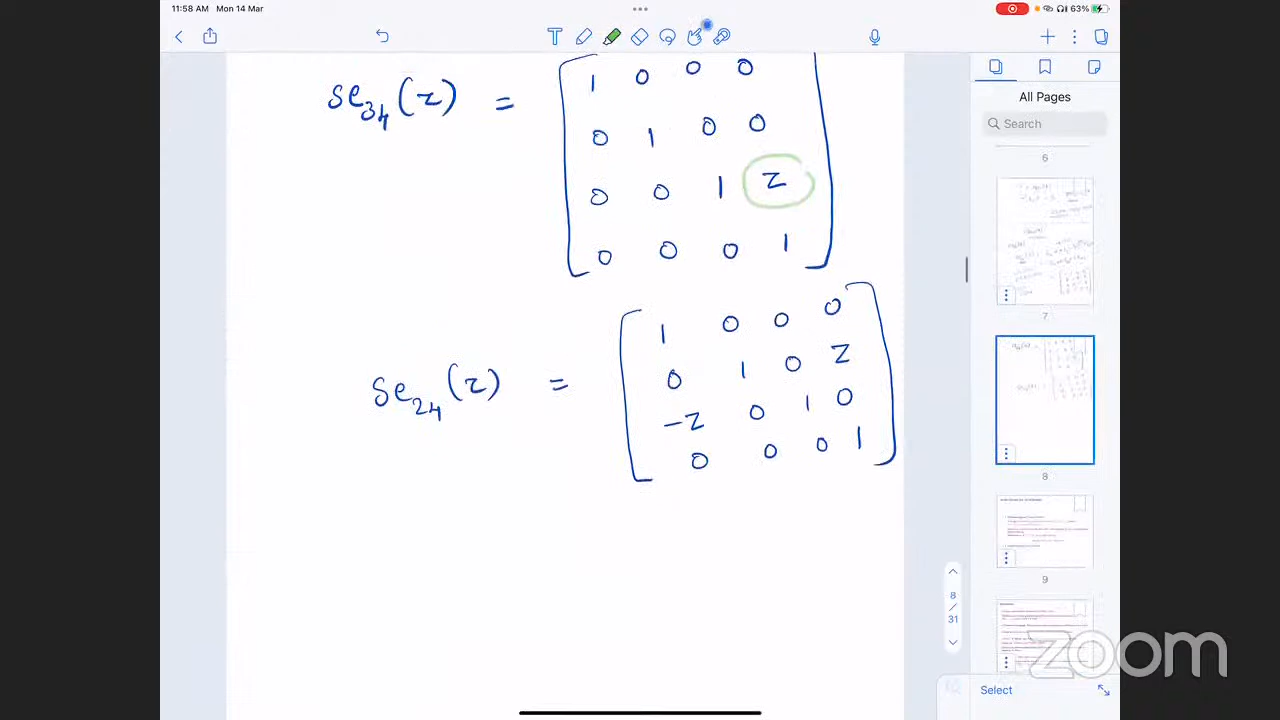 11:58 AM Mon 14 Mar
63%
se₃₄(z) =
1 0 0 0
0 1 0 0
0 0 1 z
0 0 0 1
se₂₄(z) =
1 0 0 0
0 1 0 z
-z 0 1 0
0 0 0 1
All Pages
Search
6
7
8
9
8
/
31
zoom
Select